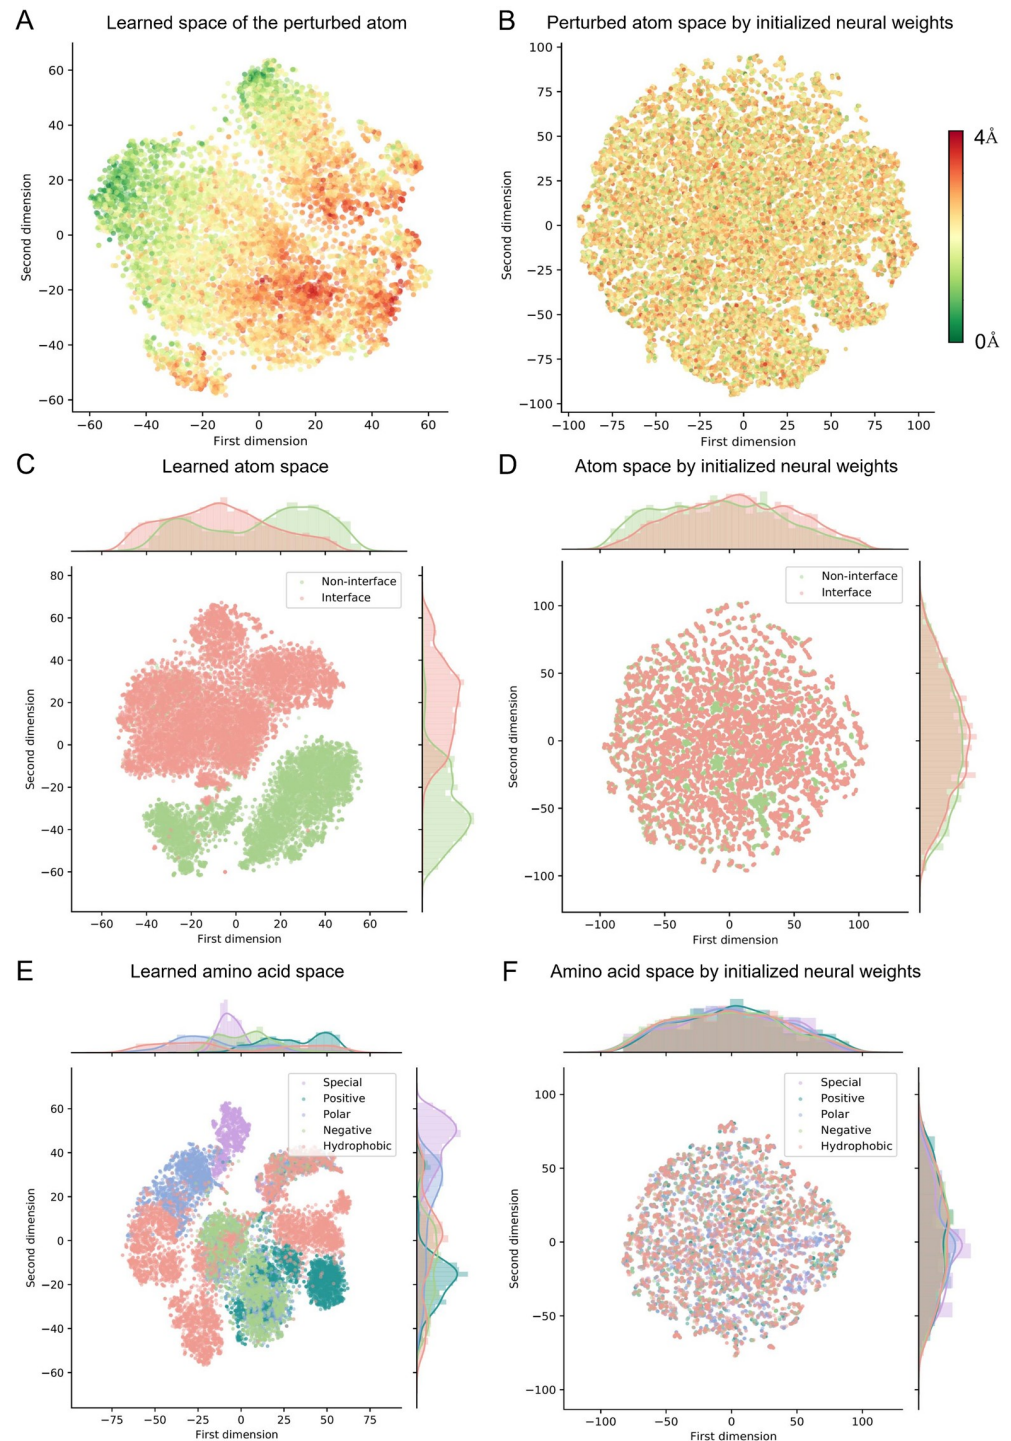 A
Learned space of the perturbed atom
60
40
20
0
−20
−40
−60
Second dimension
−60 −40 −20 0 20 40 60
First dimension
B
Perturbed atom space by initialized neural weights
100
75
50
25
0
−25
−50
−75
−100
Second dimension
−100 −75 −50 −25 0 25 50 75 100
First dimension
4Å
0Å
C
Learned atom space
Non-interface
Interface
80
60
40
20
0
−20
−40
−60
Second dimension
−60 −40 −20 0 20 40 60
First dimension
D
Atom space by initialized neural weights
Non-interface
Interface
100
50
0
−50
−100
Second dimension
−100 −50 0 50 100
First dimension
E
Learned amino acid space
Special
Positive
Polar
Negative
Hydrophobic
60
40
20
0
−20
−40
−60
Second dimension
−75 −50 −25 0 25 50 75
First dimension
F
Amino acid space by initialized neural weights
Special
Positive
Polar
Negative
Hydrophobic
100
50
0
−50
−100
Second dimension
−100 −50 0 50 100
First dimension